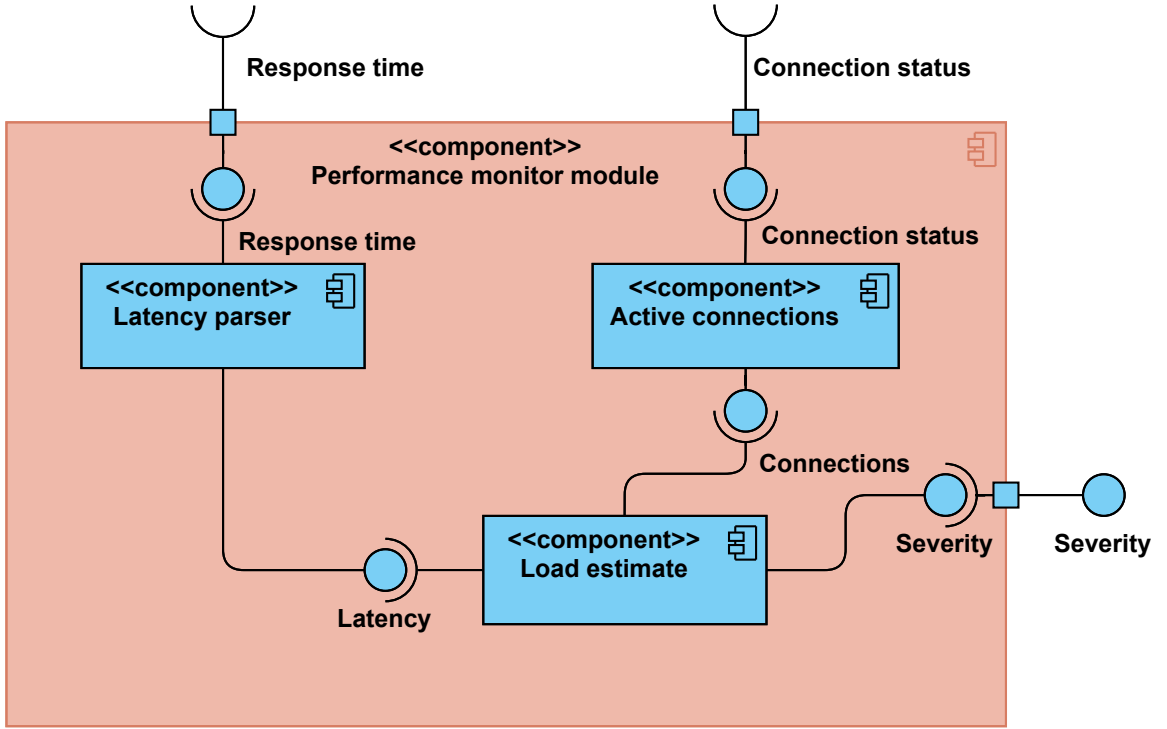 Response time
Connection status
<<component>>
Performance monitor module
Response time
Connection status
<<component>>
Latency parser
<<component>>
Active connections
Connections
<<component>>
Load estimate
Severity
Severity
Latency